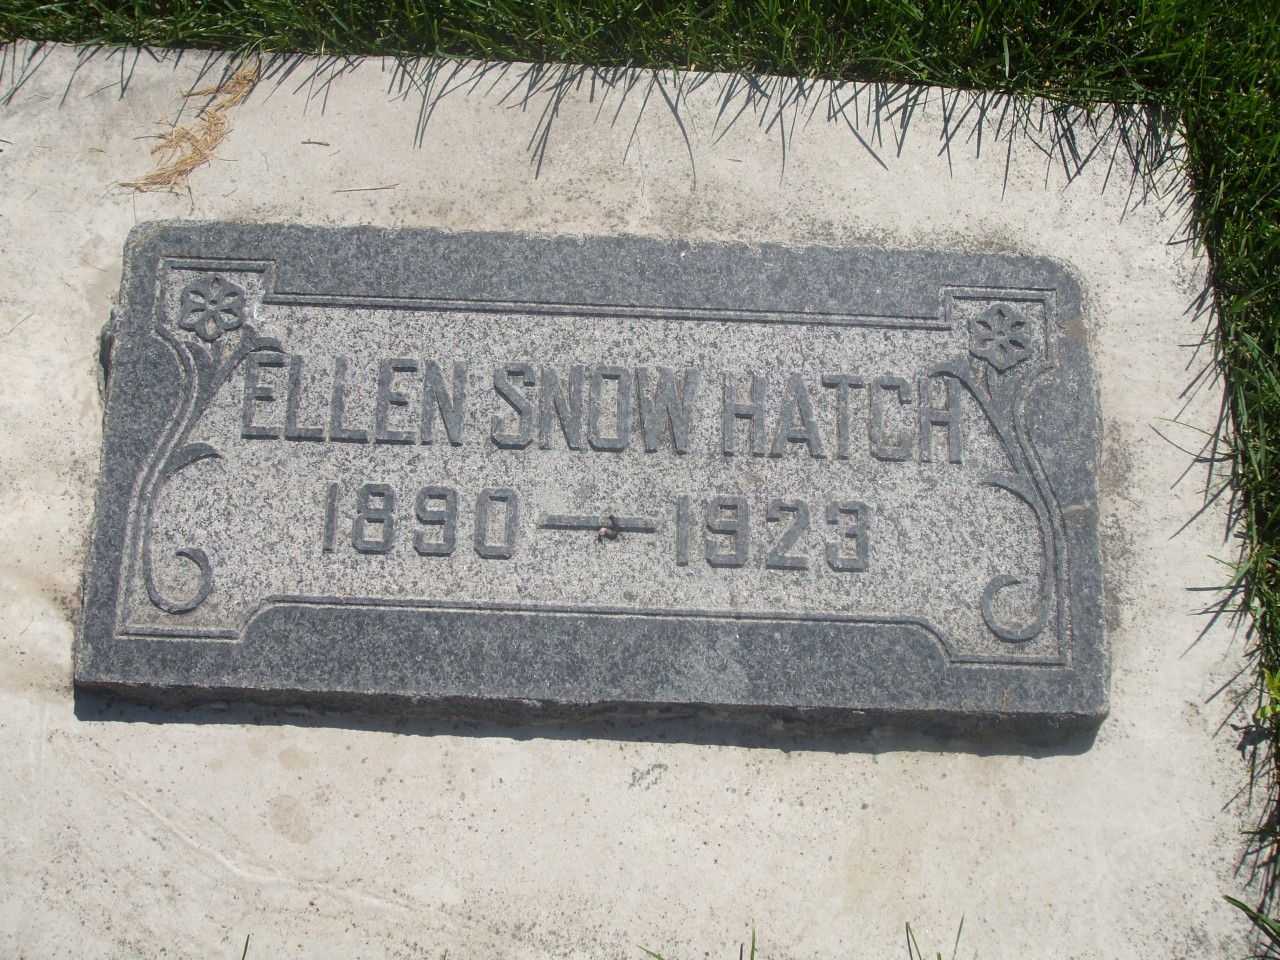 ELLEN SNOW HATCH
1890 — 1923